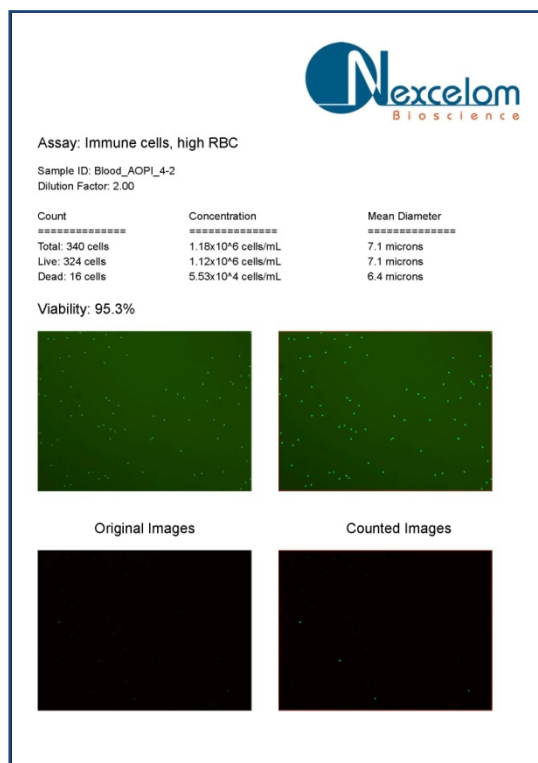 Nexcelom
Bioscience
Assay: Immune cells, high RBC
Sample ID: Blood_AOPI_4-2
Dilution Factor: 2.00
Count Concentration Mean Diameter
============== ============== ==============
Total: 340 cells 1.18x10^6 cells/mL 7.1 microns
Live: 324 cells 1.12x10^6 cells/mL 7.1 microns
Dead: 16 cells 5.53x10^4 cells/mL 6.4 microns
Viability: 95.3%
Original Images Counted Images